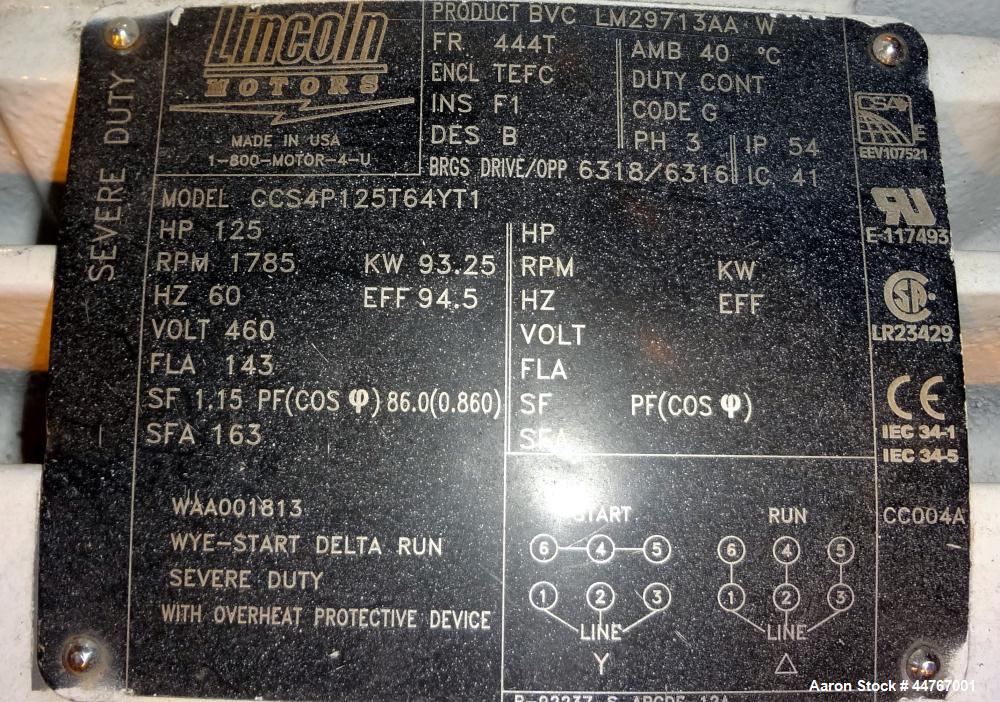 SEVERE DUTY
Lincoln
MOTORS
MADE IN USA
1-800-MOTOR-4-U
PRODUCT BVC LM29713AA W
FR 444T
ENCL TEFC
INS F1
DES B
BRGS DRIVE/OPP 6318/6316
AMB 40 °C
DUTY CONT
CODE G
PH 3
IP 54
IC 41
MODEL CCS4P125T64YT1
HP 125
RPM 1785 KW 93.25
HZ 60 EFF 94.5
VOLT 460
FLA 143
SF 1.15 PF(COS φ) 86.0(0.860)
SFA 163
HP
RPM KW
HZ EFF
VOLT
FLA
SF PF(COS φ)
SFA
WAA001813
WYE-START DELTA RUN
SEVERE DUTY
WITH OVERHEAT PROTECTIVE DEVICE
START
6 4 5
1 2 3
LINE
Y
RUN
6 4 5
1 2 3
LINE
△
CSA
E
EEV107521
RU
E-117493
SA
LR23429
CE
IEC 34-1
IEC 34-5
CC004A
Aaron Stock # 44767001